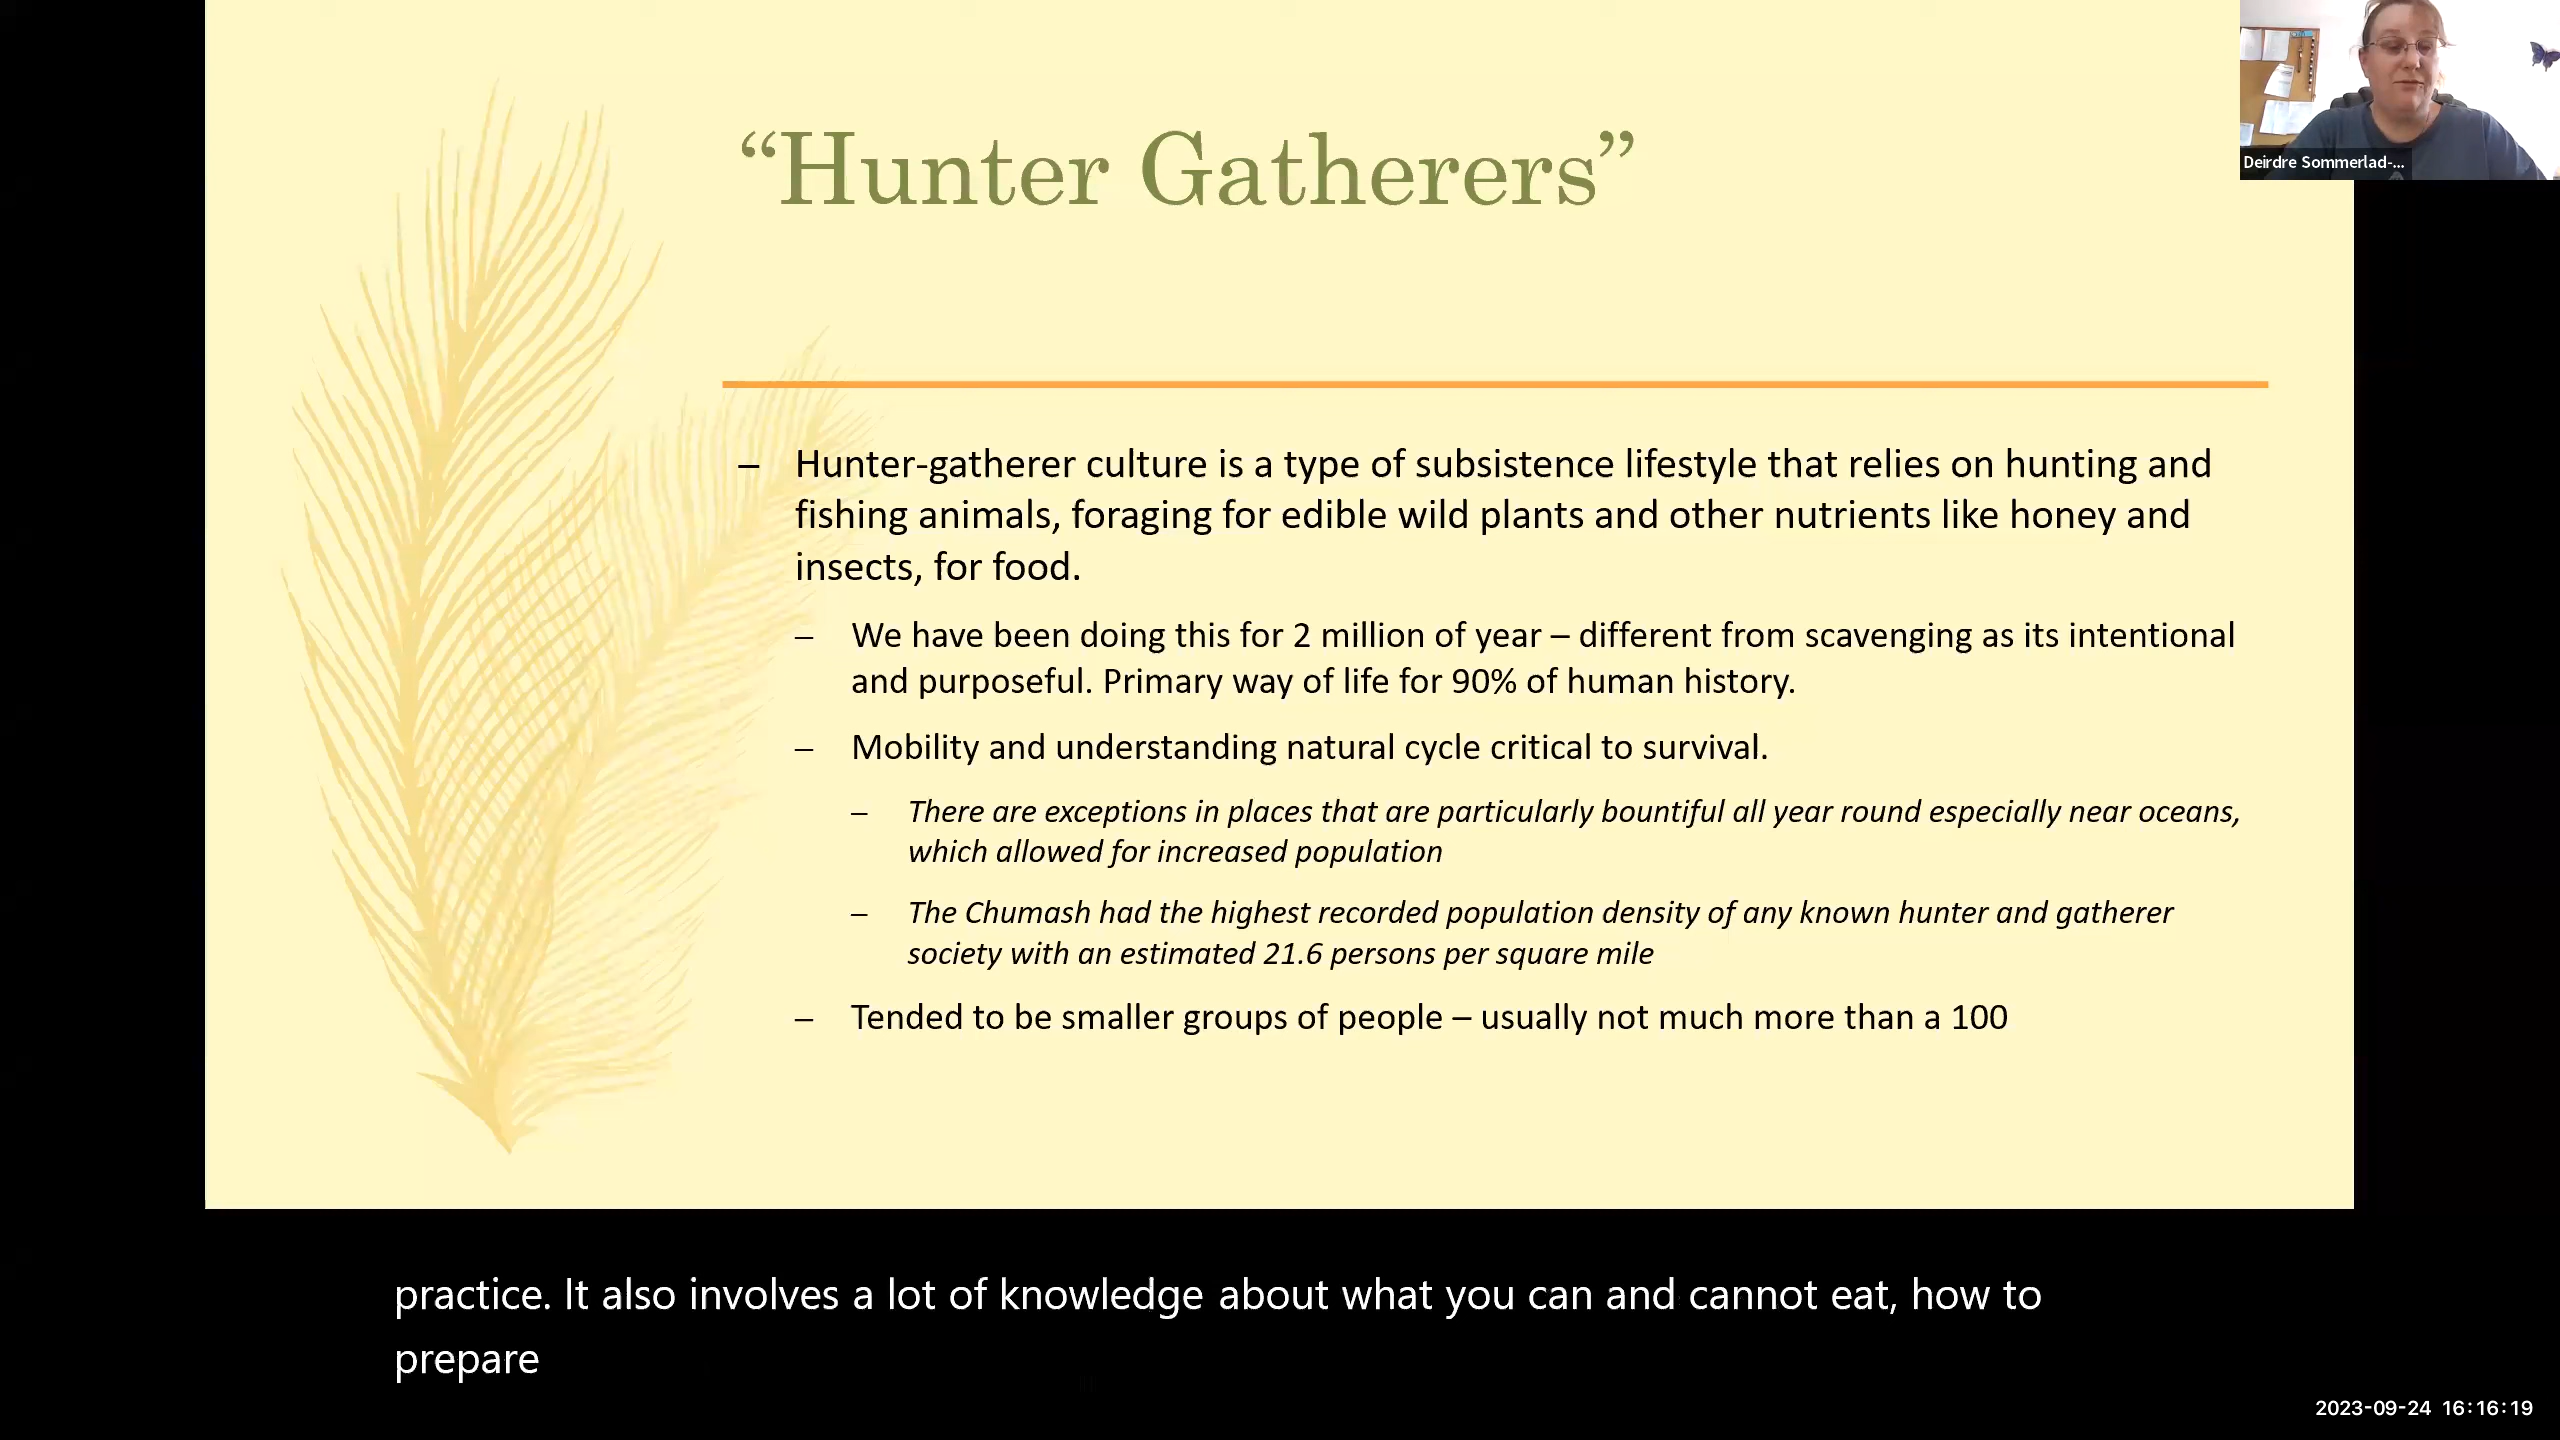 “Hunter Gatherers”
Deirdre Sommerlad-...
– Hunter-gatherer culture is a type of subsistence lifestyle that relies on hunting and
fishing animals, foraging for edible wild plants and other nutrients like honey and
insects, for food.
– We have been doing this for 2 million of year – different from scavenging as its intentional
and purposeful. Primary way of life for 90% of human history.
– Mobility and understanding natural cycle critical to survival.
– There are exceptions in places that are particularly bountiful all year round especially near oceans,
which allowed for increased population
– The Chumash had the highest recorded population density of any known hunter and gatherer
society with an estimated 21.6 persons per square mile
– Tended to be smaller groups of people – usually not much more than a 100
practice. It also involves a lot of knowledge about what you can and cannot eat, how to
prepare
2023-09-24 16:16:19